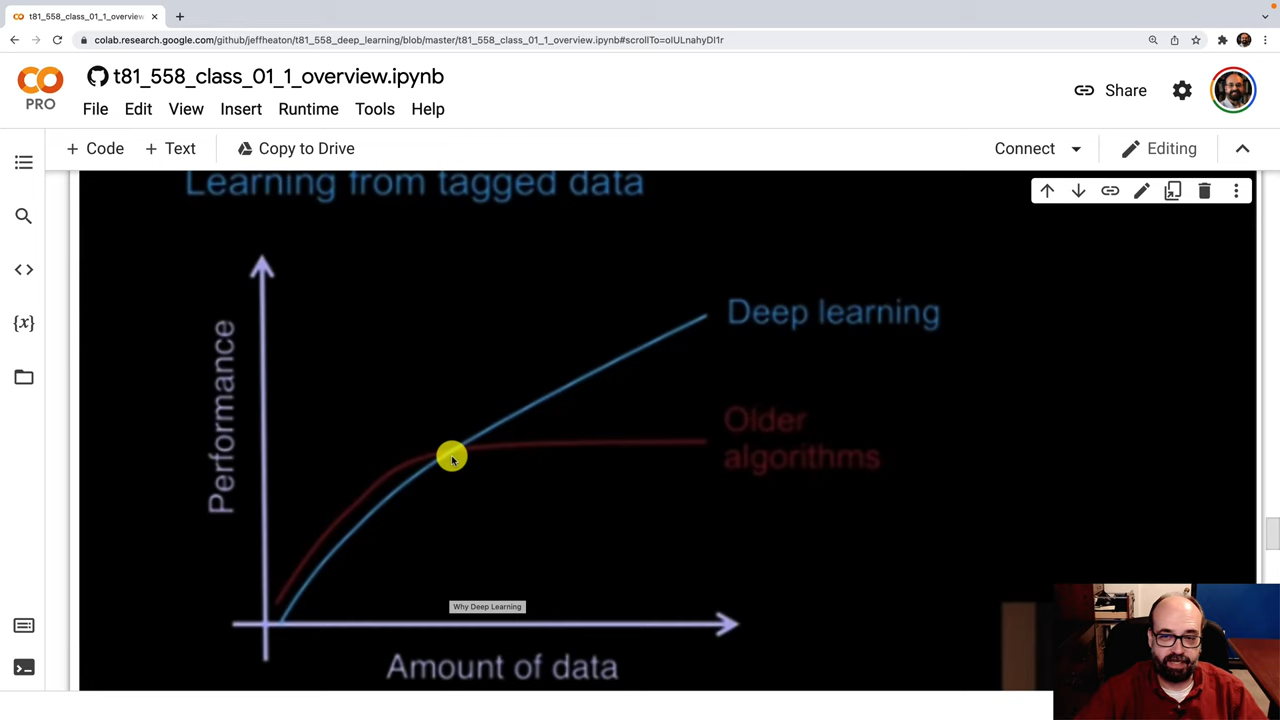 t81_558_class_01_1_overview
colab.research.google.com/github/jeffheaton/t81_558_deep_learning/blob/master/t81_558_class_01_1_overview.ipynb#scrollTo=oIULnahyDI1r
t81_558_class_01_1_overview.ipynb
PRO
File Edit View Insert Runtime Tools Help
Share
+ Code + Text Copy to Drive
Connect Editing
Learning from tagged data
Performance
Deep learning
Older
algorithms
Why Deep Learning
Amount of data